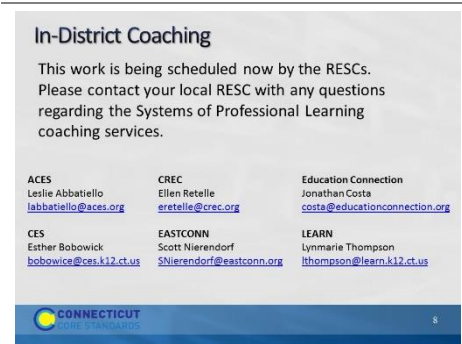 In-District Coaching
This work is being scheduled now by the RESCs.
Please contact your local RESC with any questions
regarding the Systems of Professional Learning
coaching services.
ACES
Leslie Abbatiello
labbatiello@aces.org
CREC
Ellen Retelle
eretelle@crec.org
Education Connection
Jonathan Costa
costa@educationconnection.org
CES
Esther Bobowick
bobowice@ces.k12.ct.us
EASTCONN
Scott Nierendorf
SNierendorf@eastconn.org
LEARN
Lynmarie Thompson
lthompson@learn.k12.ct.us
CONNECTICUT
CORE STANDARDS
8